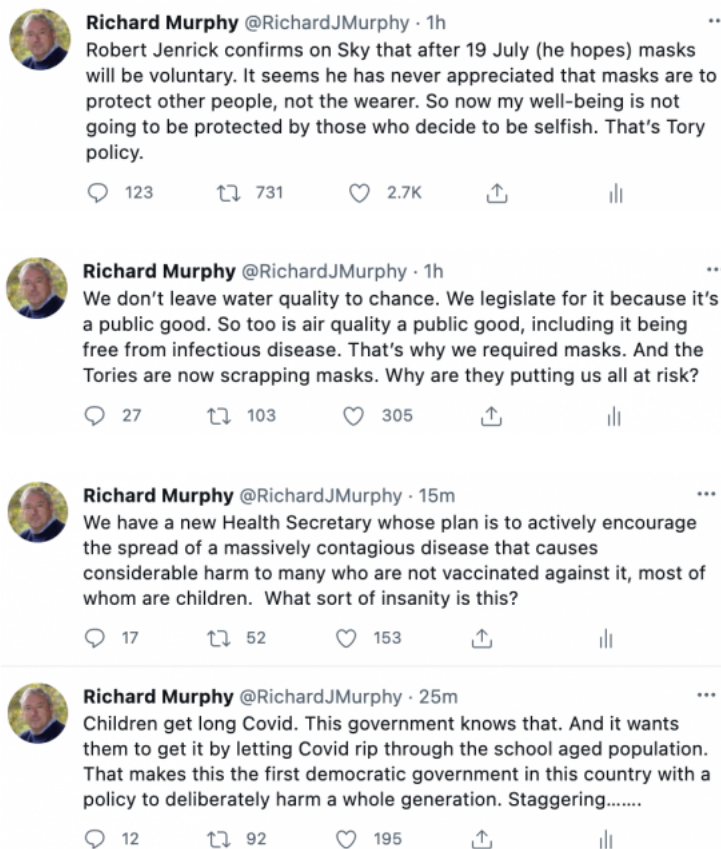 Richard Murphy @RichardJMurphy · 1h
Robert Jenrick confirms on Sky that after 19 July (he hopes) masks
will be voluntary. It seems he has never appreciated that masks are to
protect other people, not the wearer. So now my well-being is not
going to be protected by those who decide to be selfish. That's Tory
policy.
123 731 2.7K
Richard Murphy @RichardJMurphy · 1h
We don't leave water quality to chance. We legislate for it because it's
a public good. So too is air quality a public good, including it being
free from infectious disease. That's why we required masks. And the
Tories are now scrapping masks. Why are they putting us all at risk?
27 103 305
Richard Murphy @RichardJMurphy · 15m
We have a new Health Secretary whose plan is to actively encourage
the spread of a massively contagious disease that causes
considerable harm to many who are not vaccinated against it, most of
whom are children.  What sort of insanity is this?
17 52 153
Richard Murphy @RichardJMurphy · 25m
Children get long Covid. This government knows that. And it wants
them to get it by letting Covid rip through the school aged population.
That makes this the first democratic government in this country with a
policy to deliberately harm a whole generation. Staggering.......
12 92 195